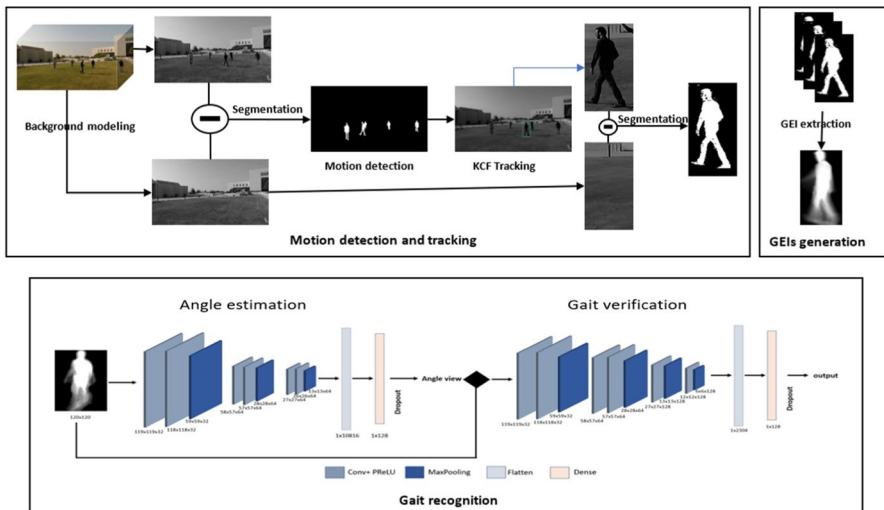 Background modeling
Segmentation
Motion detection
KCF Tracking
Segmentation
Motion detection and tracking
GEI extraction
GEIs generation
Angle estimation
Gait verification
120x120
119x119x32
118x118x32
59x59x32
58x57x64
57x57x64
28x28x64
27x27x64
26x26x64
13x13x64
1x10816
1x128
Dropout
Angle view
119x119x32
118x118x32
59x59x32
58x57x64
57x57x64
28x28x64
27x27x128
13x13x128
12x12x128
6x6x128
1x2304
1x128
Dropout
output
Conv+ PReLU
MaxPooling
Flatten
Dense
Gait recognition